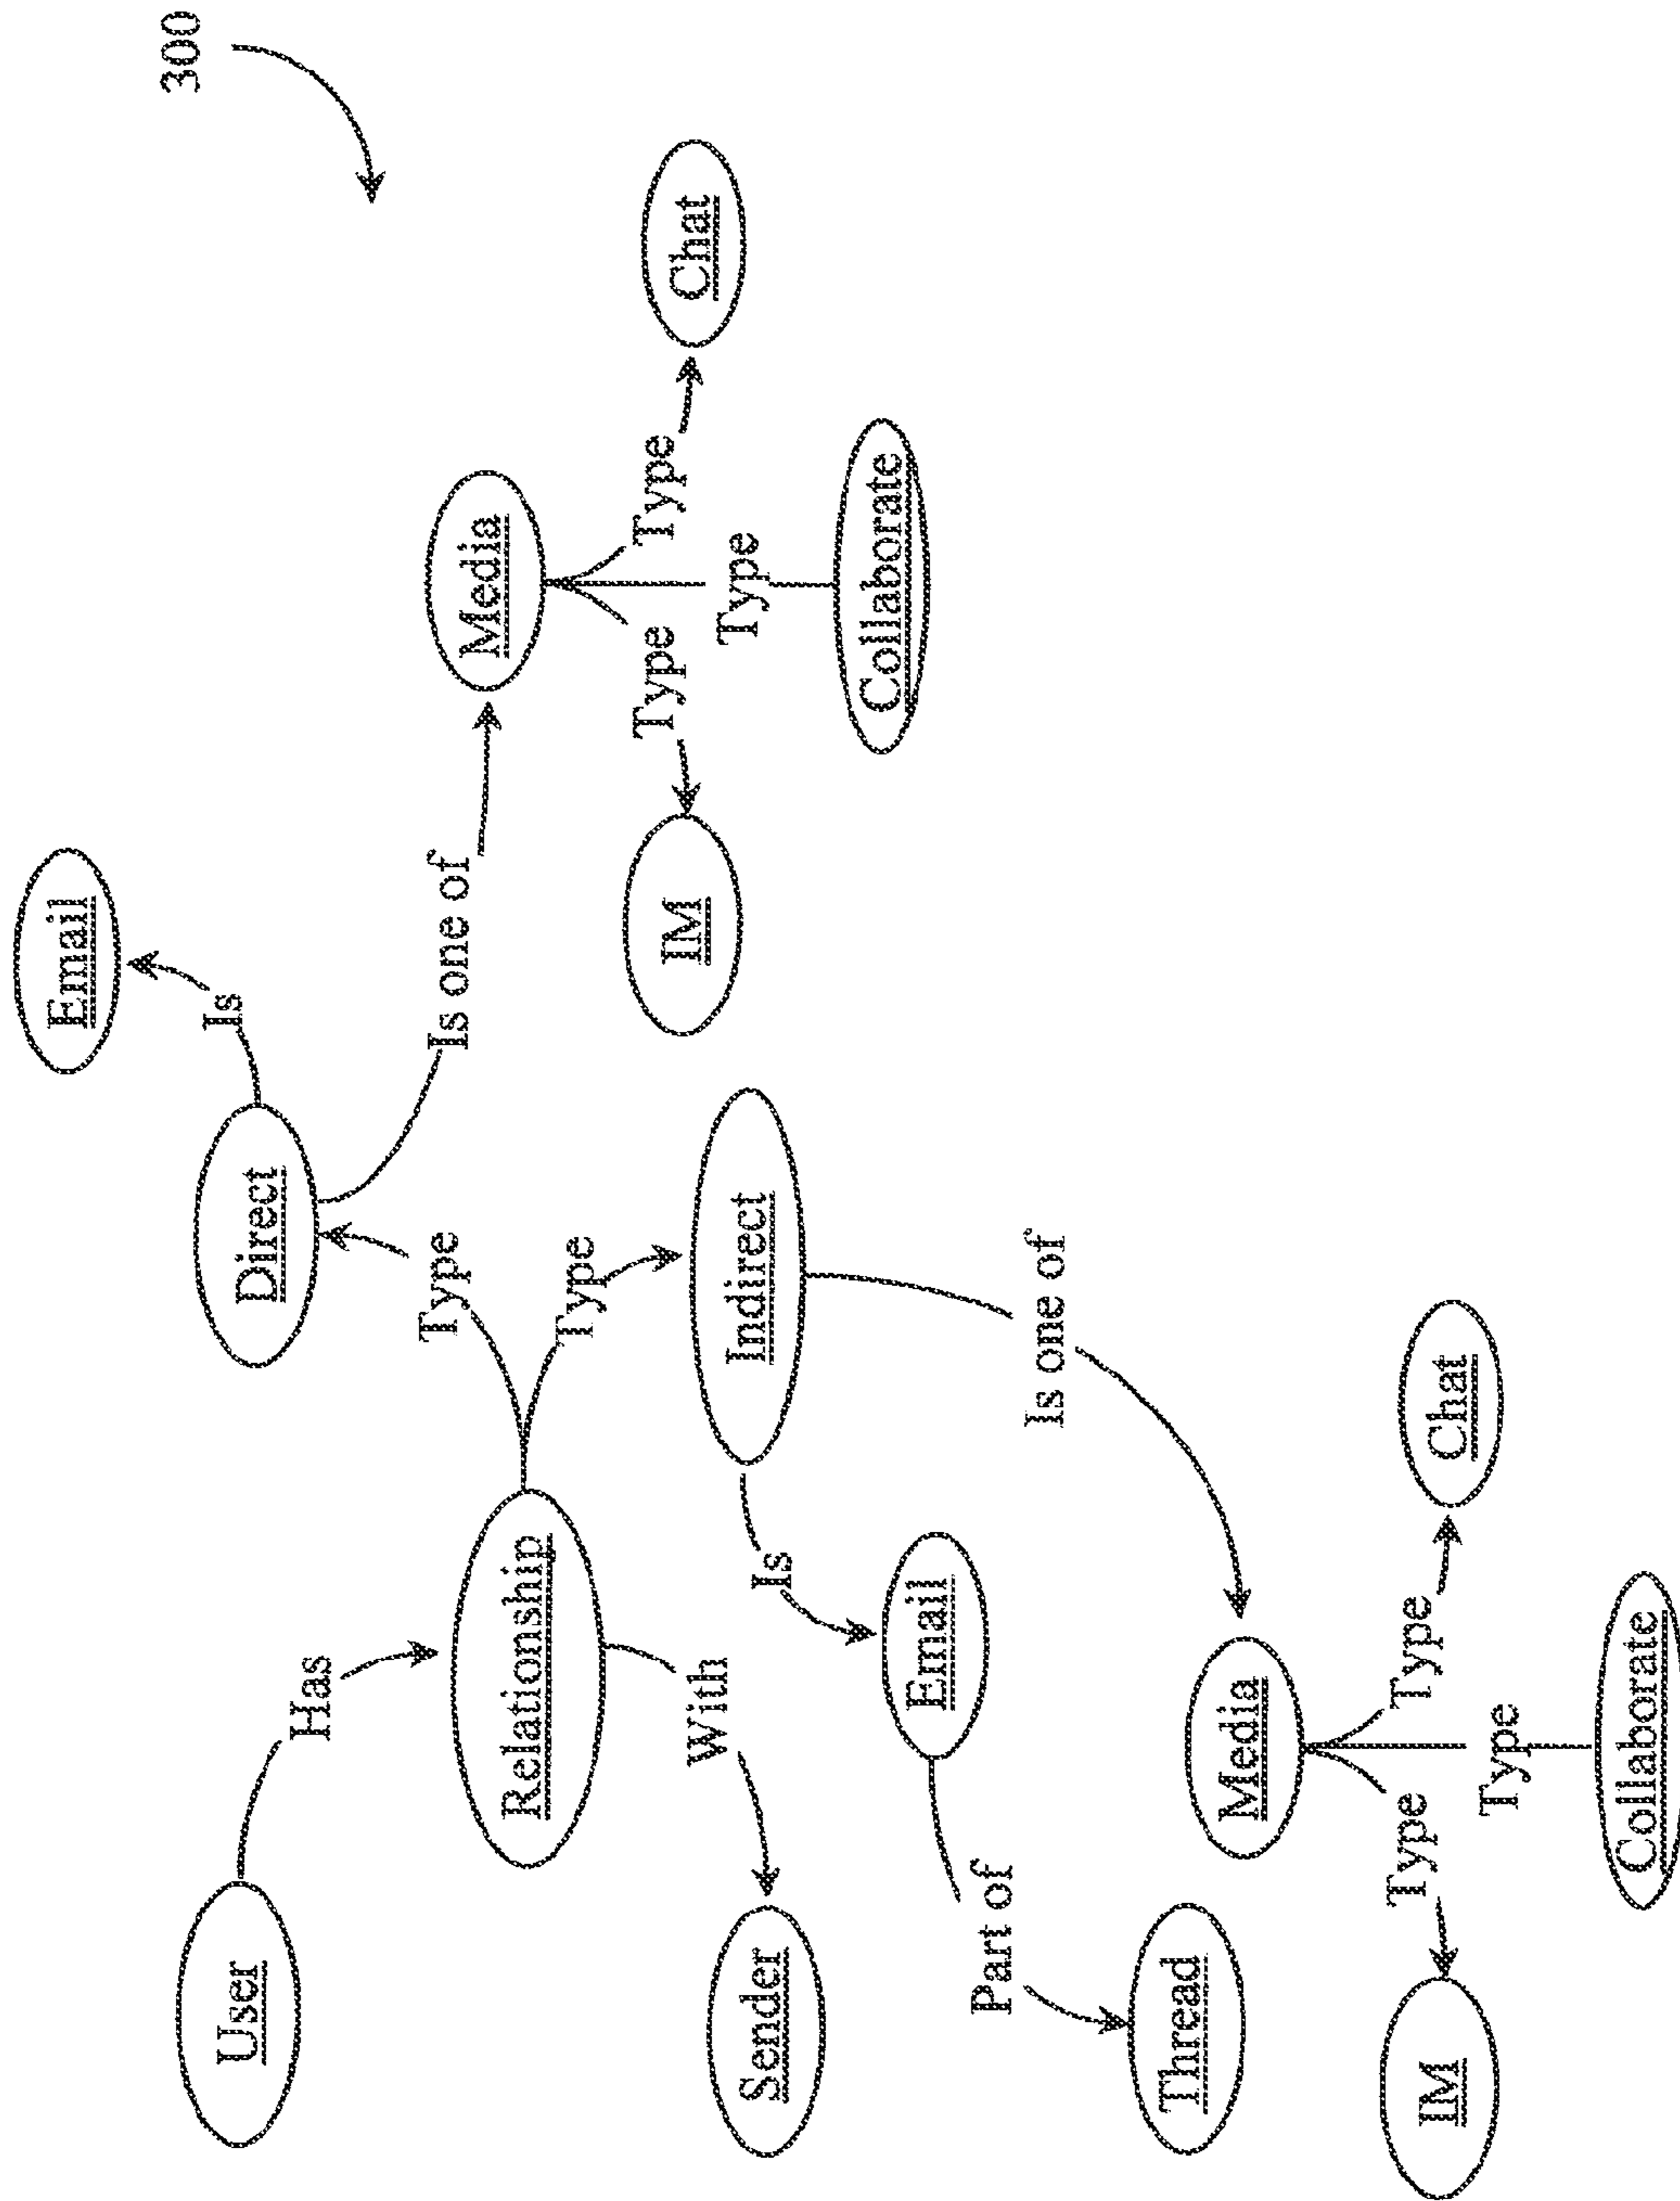 Email
300
Is
User
Direct
Has
Type
Is one of
Media
Relationship
Type
Type
Type
IM
Chat
With
Type
Indirect
Sender
Is
Collaborate
Email
Part of
Is one of
Thread
Media
Type
Type
IM
Chat
Type
Collaborate